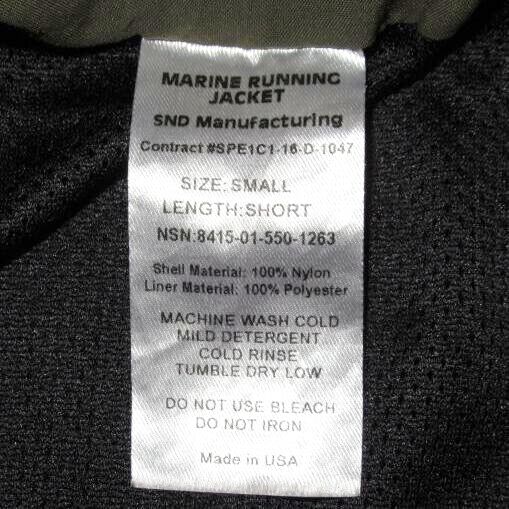 MARINE RUNNING
JACKET
SND Manufacturing
Contract #SPE1C1-16-D-1047
SIZE: SMALL
LENGTH: SHORT
NSN:8415-01-550-1263
Shell Material: 100% Nylon
Liner Material: 100% Polyester
MACHINE WASH COLD
MILD DETERGENT
COLD RINSE
TUMBLE DRY LOW
DO NOT USE BLEACH
DO NOT IRON
Made in USA